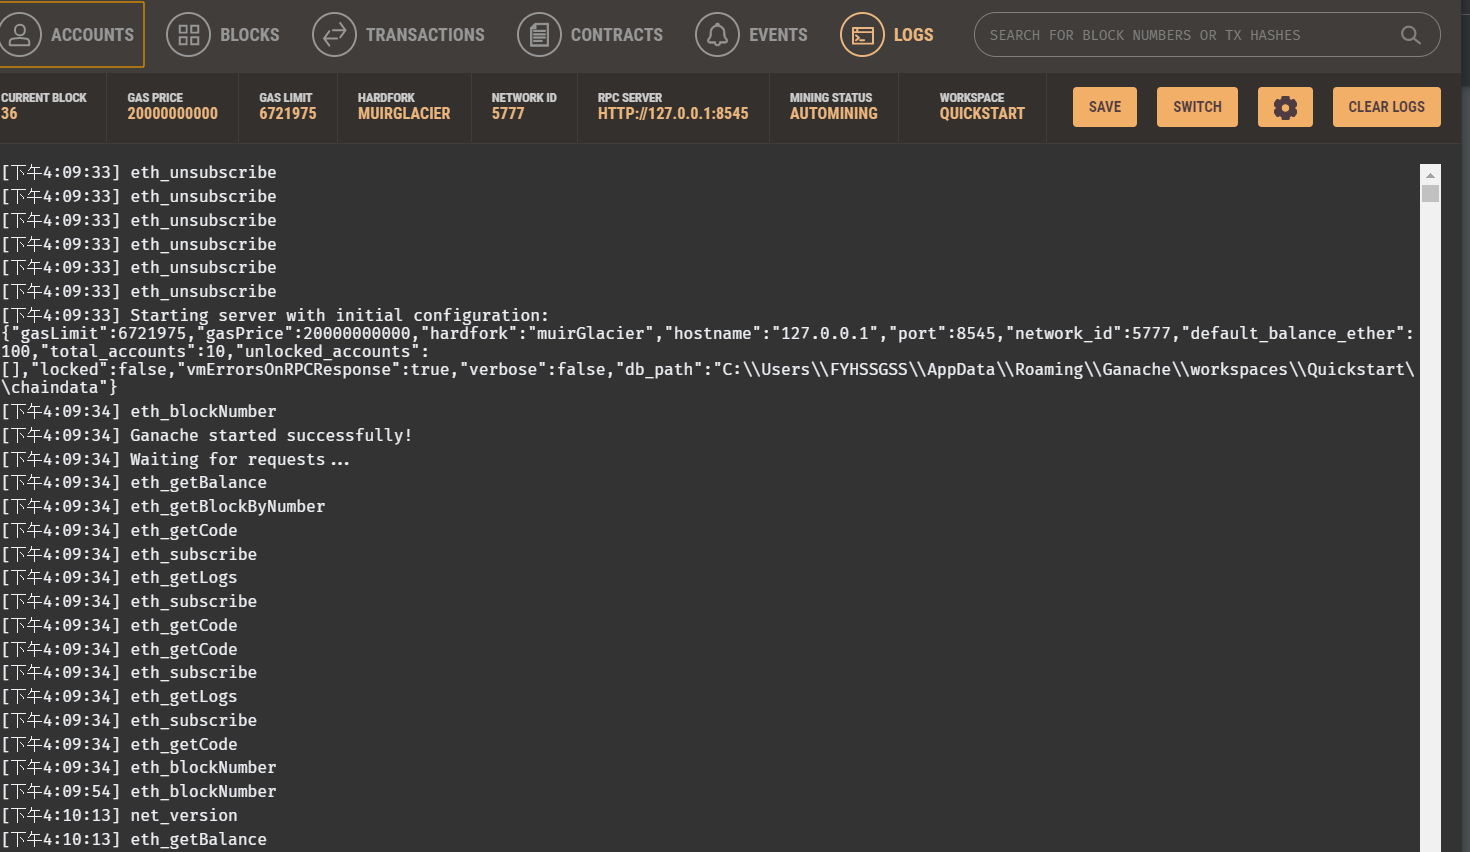 ACCOUNTS BLOCKS TRANSACTIONS CONTRACTS EVENTS LOGS SEARCH FOR BLOCK NUMBERS OR TX HASHES
CURRENT BLOCK GAS PRICE GAS LIMIT HARDFORK NETWORK ID RPC SERVER MINING STATUS WORKSPACE
36 20000000000 6721975 MUIRGLACIER 5777 HTTP://127.0.0.1:8545 AUTOMINING QUICKSTART SAVE SWITCH CLEAR LOGS
[下午4:09:33] eth_unsubscribe
[下午4:09:33] eth_unsubscribe
[下午4:09:33] eth_unsubscribe
[下午4:09:33] eth_unsubscribe
[下午4:09:33] eth_unsubscribe
[下午4:09:33] eth_unsubscribe
[下午4:09:33] Starting server with initial configuration:
{"gasLimit":6721975,"gasPrice":20000000000,"hardfork":"muirGlacier","hostname":"127.0.0.1","port":8545,"network_id":5777,"default_balance_ether":
100,"total_accounts":10,"unlocked_accounts":
[],"locked":false,"vmErrorsOnRPCResponse":true,"verbose":false,"db_path":"C:\\Users\\FYHSSGSS\\AppData\\Roaming\\Ganache\\workspaces\\Quickstart\
\chaindata"}
[下午4:09:34] eth_blockNumber
[下午4:09:34] Ganache started successfully!
[下午4:09:34] Waiting for requests...
[下午4:09:34] eth_getBalance
[下午4:09:34] eth_getBlockByNumber
[下午4:09:34] eth_getCode
[下午4:09:34] eth_subscribe
[下午4:09:34] eth_getLogs
[下午4:09:34] eth_subscribe
[下午4:09:34] eth_getCode
[下午4:09:34] eth_getCode
[下午4:09:34] eth_subscribe
[下午4:09:34] eth_getLogs
[下午4:09:34] eth_subscribe
[下午4:09:34] eth_getCode
[下午4:09:34] eth_blockNumber
[下午4:09:54] eth_blockNumber
[下午4:10:13] net_version
[下午4:10:13] eth_getBalance